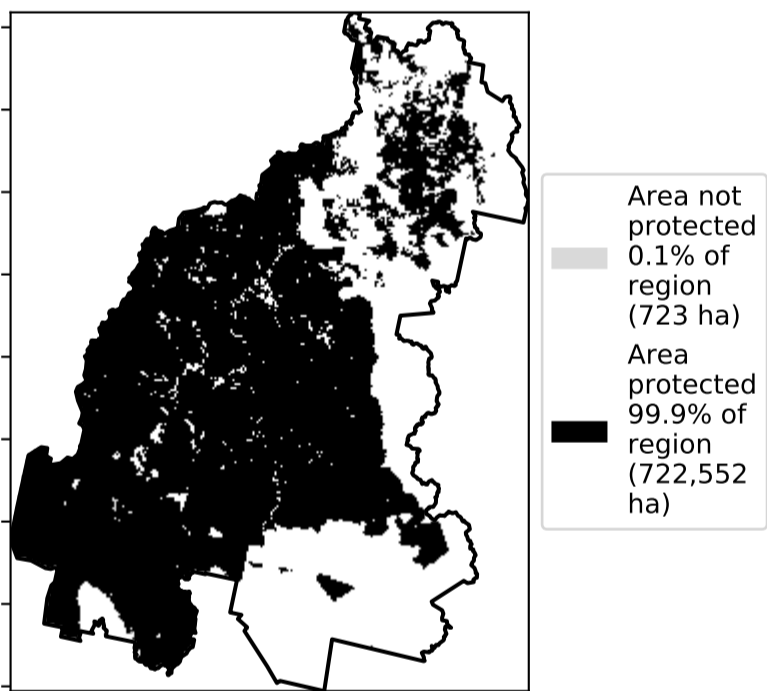 Area not
protected
0.1% of
region
(723 ha)
Area
protected
99.9% of
region
(722,552
ha)